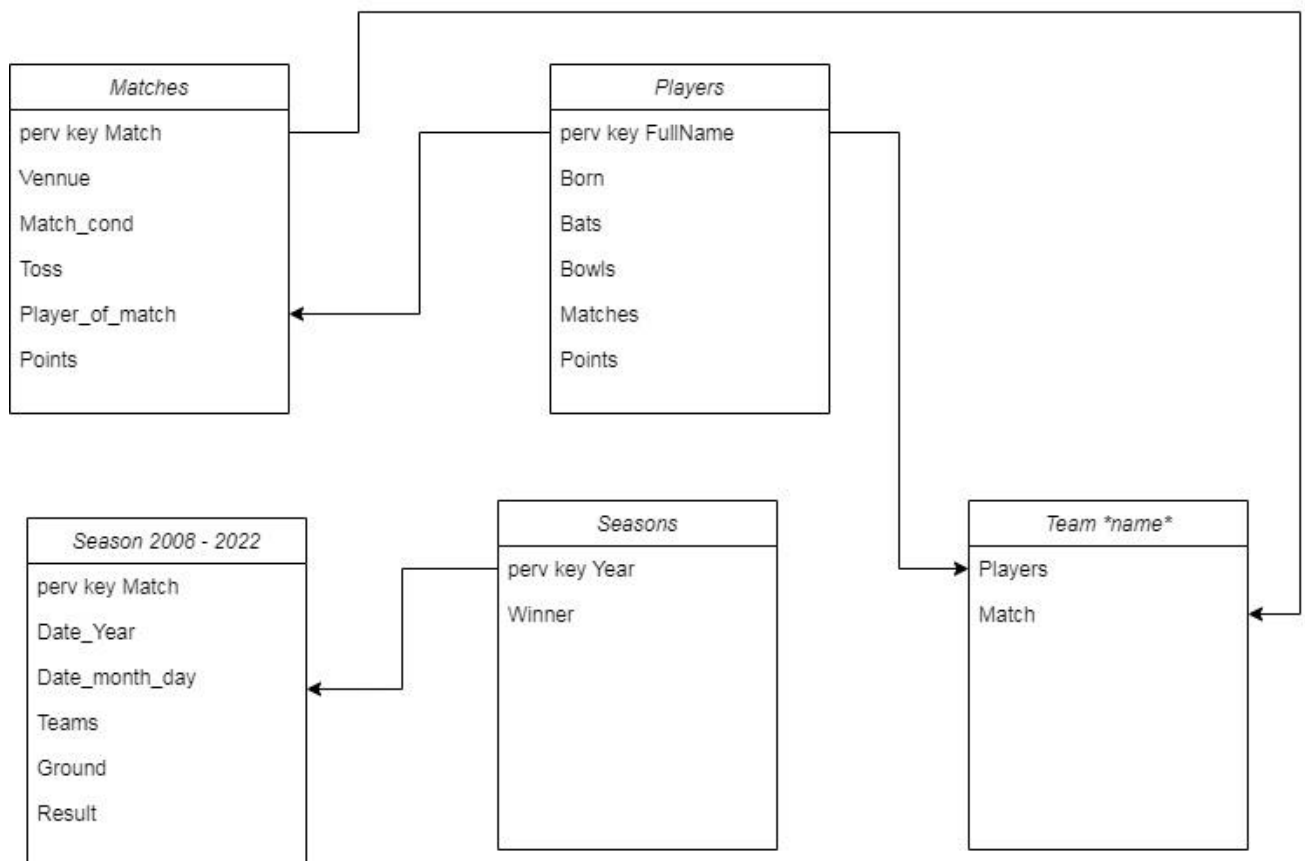 Matches
perv key Match
Vennue
Match_cond
Toss
Player_of_match
Points
Players
perv key FullName
Born
Bats
Bowls
Matches
Points
Season 2008 - 2022
perv key Match
Date_Year
Date_month_day
Teams
Ground
Result
Seasons
perv key Year
Winner
Team *name*
Players
Match